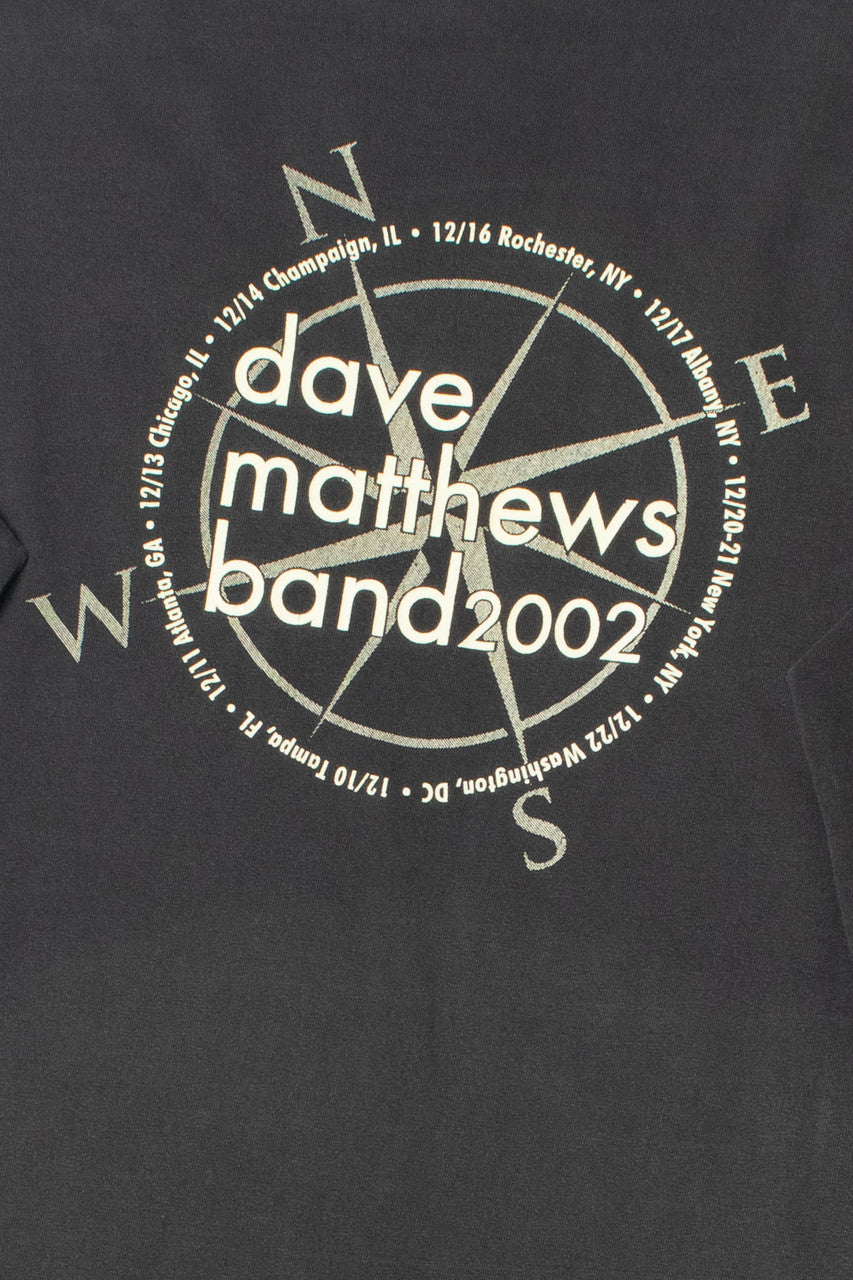 N
E
S
W
dave
matthews
band2002
12/10 Tampa, FL • 12/11 Atlanta, GA • 12/13 Chicago, IL • 12/14 Champaign, IL • 12/16 Rochester, NY • 12/17 Albany, NY • 12/20-21 New York, NY • 12/22 Washington, DC •